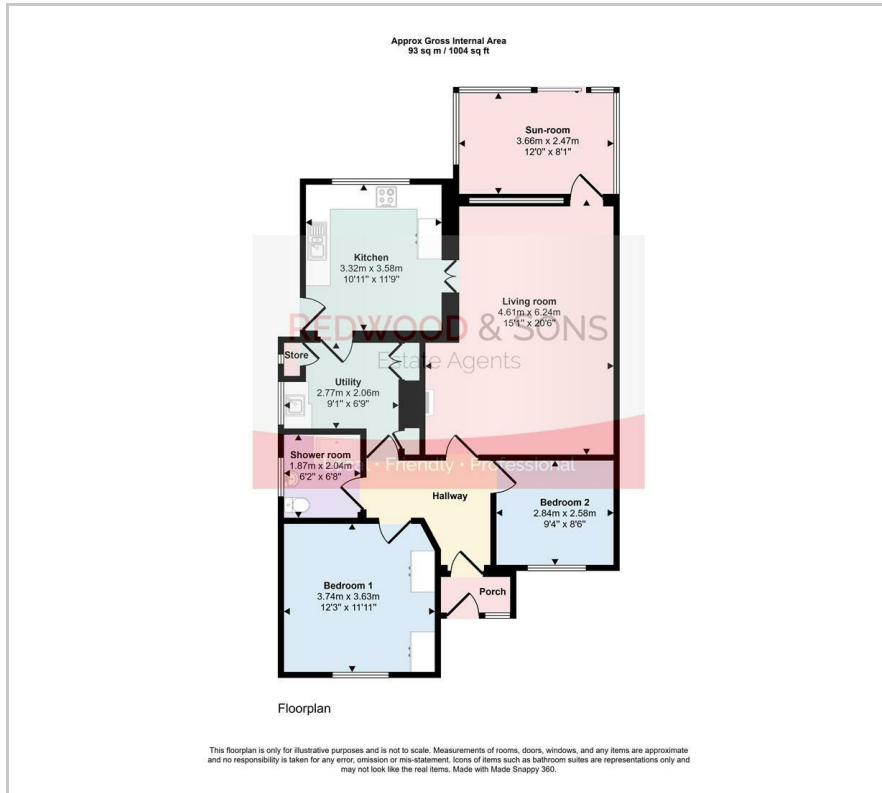 Approx Gross Internal Area
93 sq m / 1004 sq ft
Sun-room
3.66m x 2.47m
12'0" x 8'1"
Kitchen
3.32m x 3.58m
10'11" x 11'9"
Living room
4.61m x 6.24m
15'1" x 20'6"
REDWOOD & SONS
Estate Agents
Store
Utility
2.77m x 2.06m
9'1" x 6'9"
Shower room
1.87m x 2.04m
6'2" x 6'8"
· Friendly · Professional
Hallway
Bedroom 2
2.84m x 2.58m
9'4" x 8'6"
Bedroom 1
3.74m x 3.63m
12'3" x 11'11"
Porch
Floorplan
This floorplan is only for illustrative purposes and is not to scale. Measurements of rooms, doors, windows, and any items are approximate
and no responsibility is taken for any error, omission or mis-statement. Icons of items such as bathroom suites are representations only and
may not look like the real items. Made with Made Snappy 360.